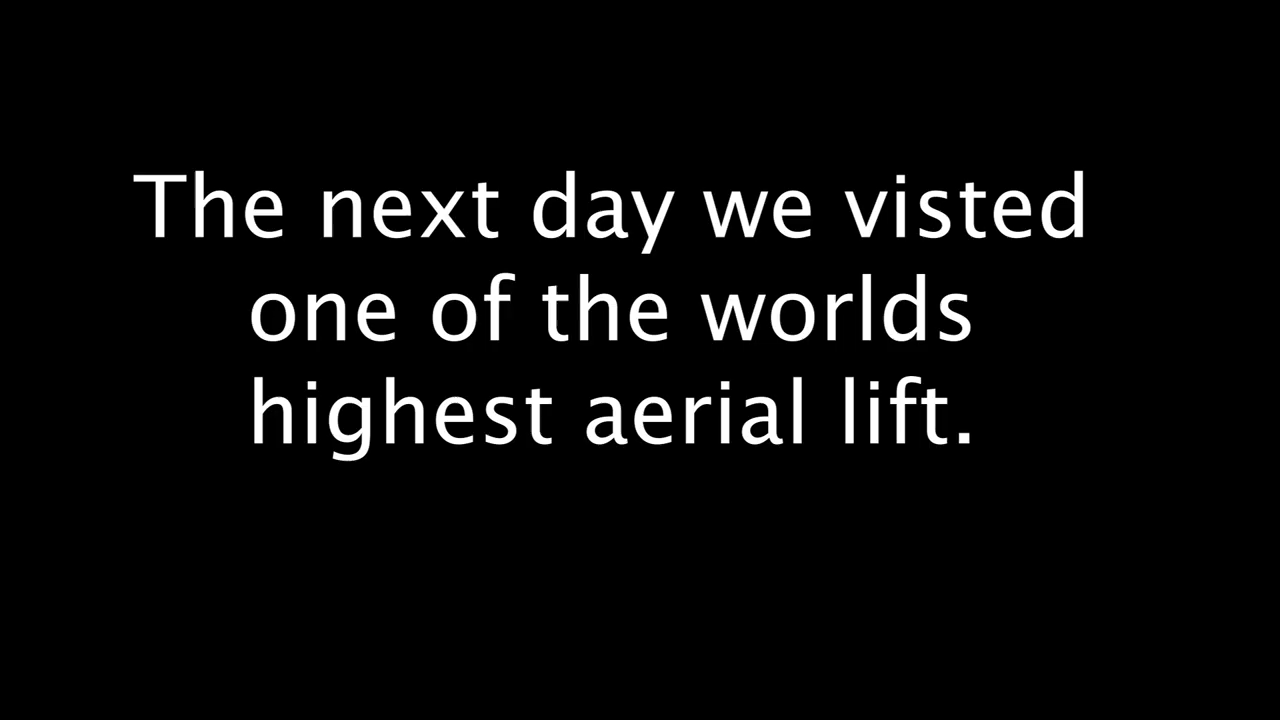 The next day we visted
one of the worlds
highest aerial lift.